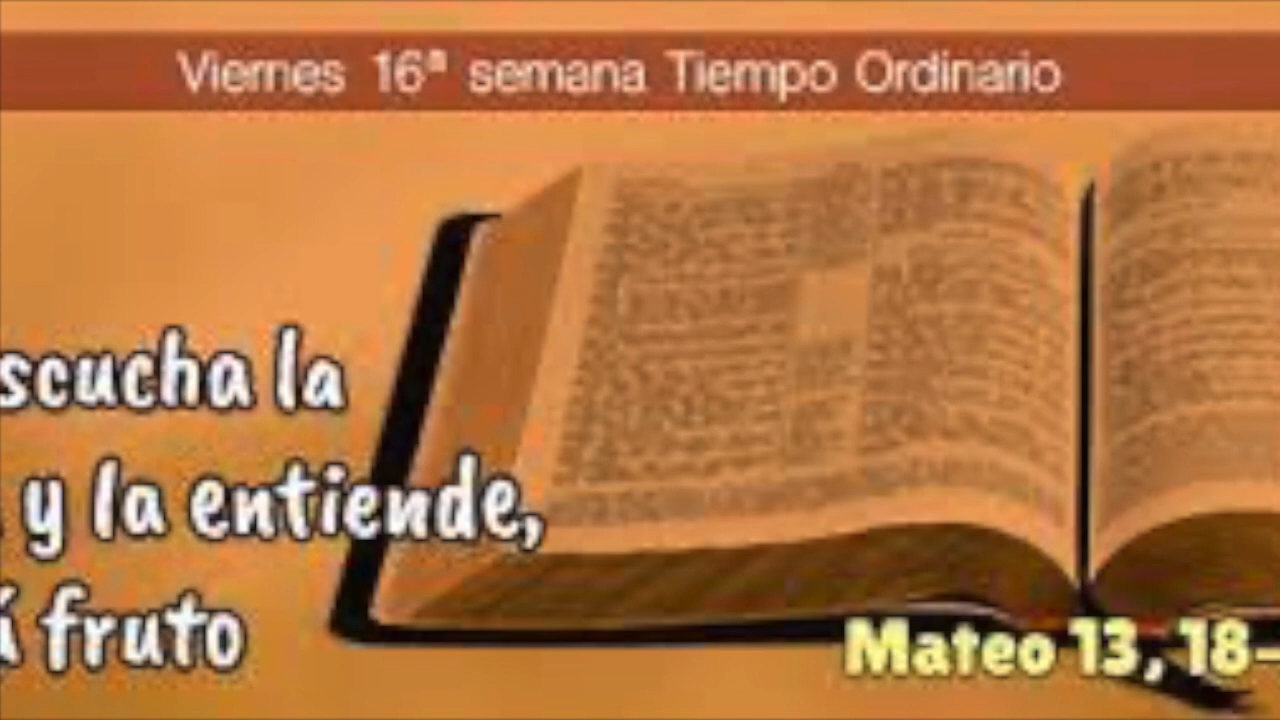 Viernes 16ª semana Tiempo Ordinario
scucha la
y la entiende,
á fruto
Mateo 13, 18-